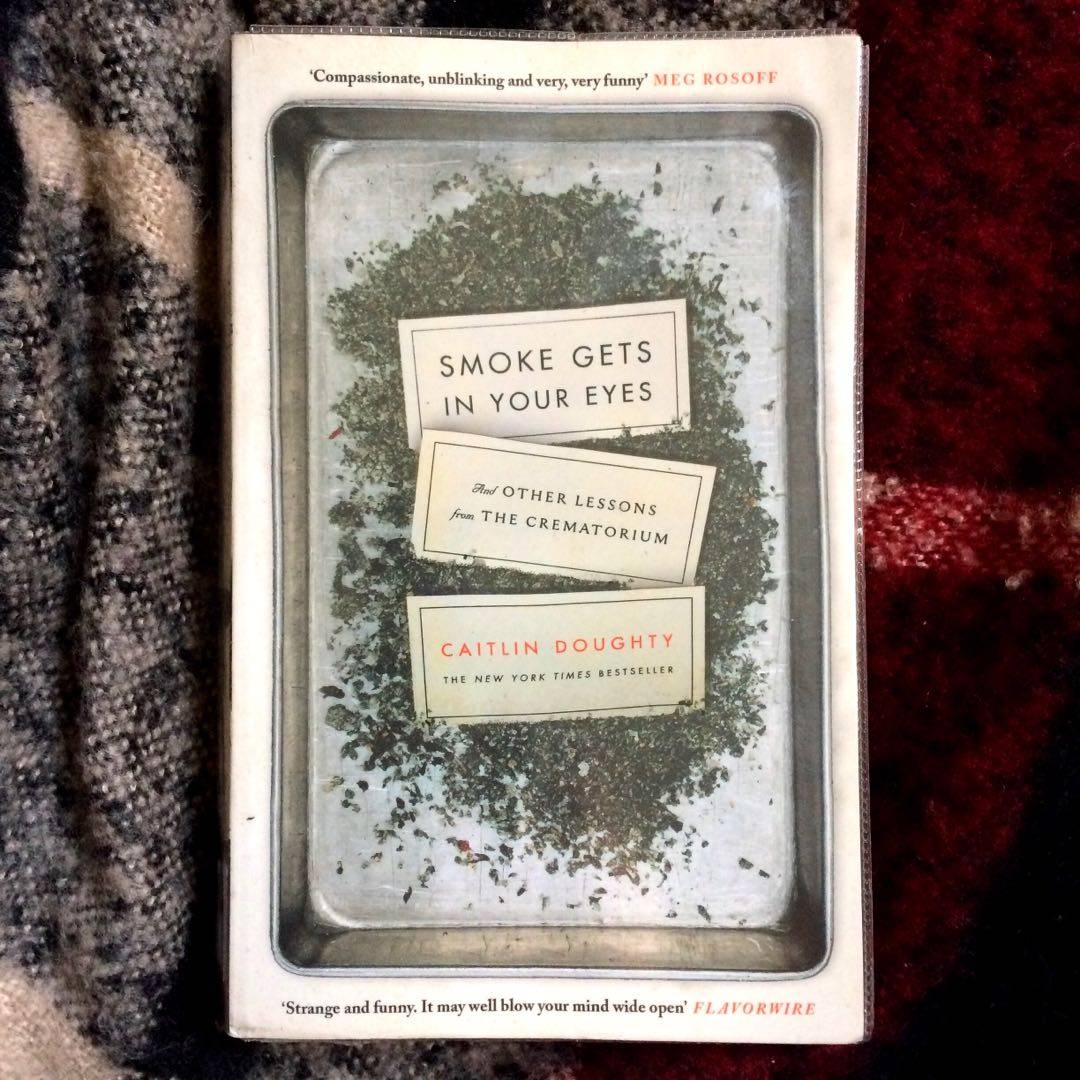 ‘Compassionate, unblinking and very, very funny’ MEG ROSOFF
SMOKE GETS
IN YOUR EYES
And OTHER LESSONS
from THE CREMATORIUM
CAITLIN DOUGHTY
THE NEW YORK TIMES BESTSELLER
‘Strange and funny. It may well blow your mind wide open’ FLAVORWIRE